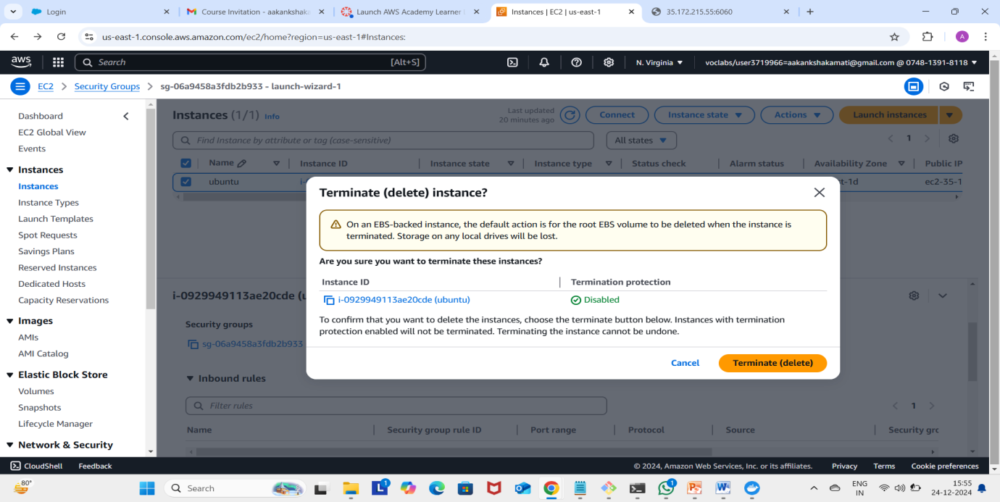 Login
Course Invitation - aakankshaka
Launch AWS Academy Learner
Instances | EC2 | us-east-1
35.172.215.55:6060
us-east-1.console.aws.amazon.com/ec2/home?region=us-east-1#Instances:
A
aws
Search
[Alt+S]
N. Virginia
voclabs/user3719966=aakankshakamati@gmail.com @ 0748-1391-8118
EC2 > Security Groups > sg-06a9458a3fdb2b933 - launch-wizard-1
Dashboard
EC2 Global View
Events
Instances
Instances
Instance Types
Launch Templates
Spot Requests
Savings Plans
Reserved Instances
Dedicated Hosts
Capacity Reservations
Images
AMIs
AMI Catalog
Elastic Block Store
Volumes
Snapshots
Lifecycle Manager
Network & Security
Instances (1/1) Info
Last updated
20 minutes ago
Connect
Instance state
Actions
Launch instances
Find Instance by attribute or tag (case-sensitive)
All states
1
Name
Instance ID
Instance state
Instance type
Status check
Alarm status
Availability Zone
Public IP
ubuntu
i-
t-1d
ec2-35-1
Terminate (delete) instance?
On an EBS-backed instance, the default action is for the root EBS volume to be deleted when the instance is
terminated. Storage on any local drives will be lost.
Are you sure you want to terminate these instances?
Instance ID
Termination protection
i-0929949113ae20cde (ubuntu)
Disabled
To confirm that you want to delete the instances, choose the terminate button below. Instances with termination
protection enabled will not be terminated. Terminating the instance cannot be undone.
Cancel
Terminate (delete)
i-0929949113ae20cde (u
Security groups
sg-06a9458a3fdb2b933
Inbound rules
Filter rules
1
Name
Security group rule ID
Port range
Protocol
Source
Security gro
CloudShell
Feedback
© 2024, Amazon Web Services, Inc. or its affiliates.
Privacy
Terms
Cookie preferences
80°
Search
1
1
ENG
IN
15:55
24-12-2024